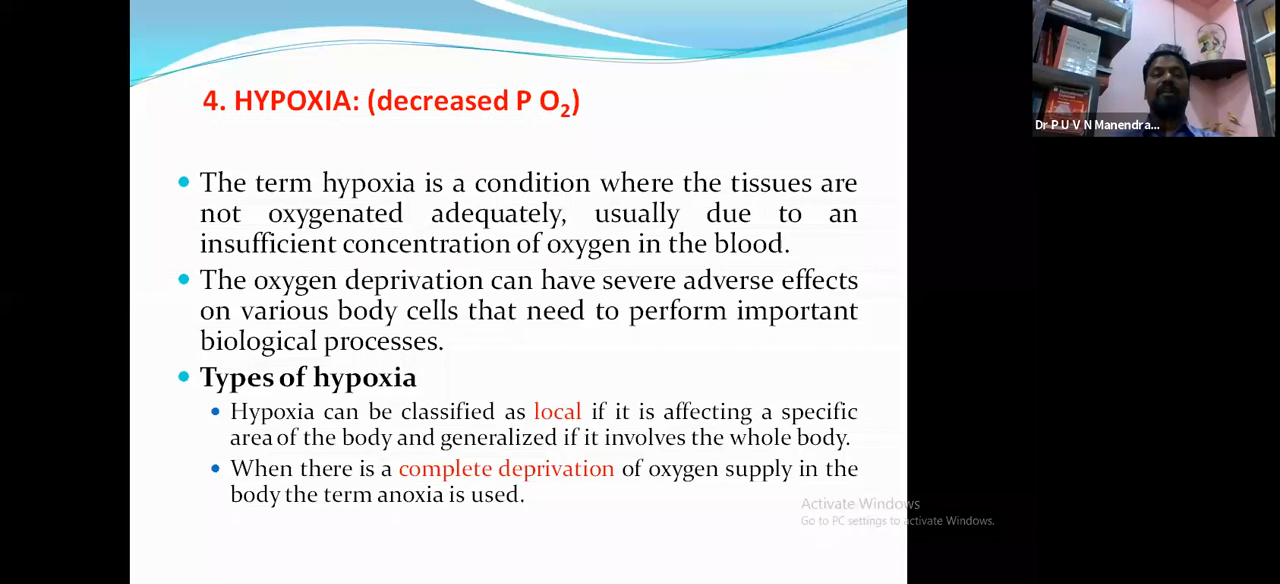 4. HYPOXIA: (decreased P O₂)
The term hypoxia is a condition where the tissues are
not oxygenated adequately, usually due to an
insufficient concentration of oxygen in the blood.
The oxygen deprivation can have severe adverse effects
on various body cells that need to perform important
biological processes.
Types of hypoxia
Hypoxia can be classified as local if it is affecting a specific
area of the body and generalized if it involves the whole body.
When there is a complete deprivation of oxygen supply in the
body the term anoxia is used.
Activate Windows
Go to PC settings to activate Windows.
Dr P U V N Manendra...